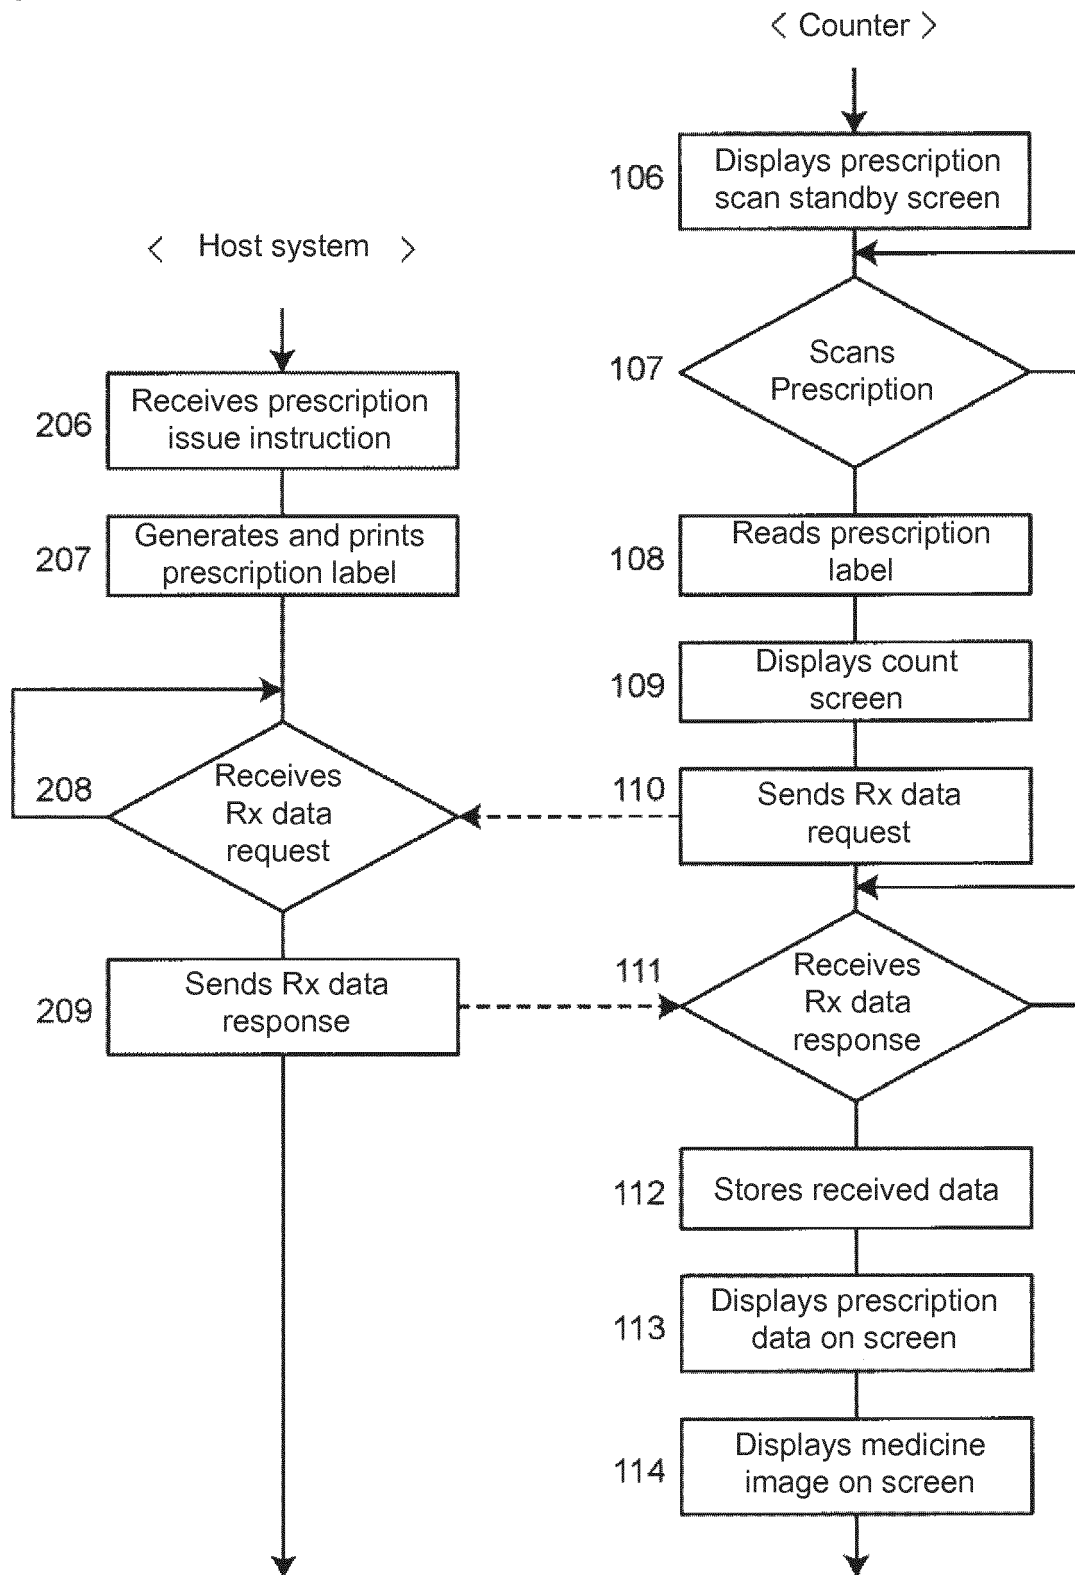 < Counter >
106
Displays prescription
scan standby screen
< Host system >
107
Scans
Prescription
206
Receives prescription
issue instruction
207
Generates and prints
prescription label
108
Reads prescription
label
109
Displays count
screen
208
Receives
Rx data
request
110
Sends Rx data
request
209
Sends Rx data
response
111
Receives
Rx data
response
112
Stores received data
113
Displays prescription
data on screen
114
Displays medicine
image on screen